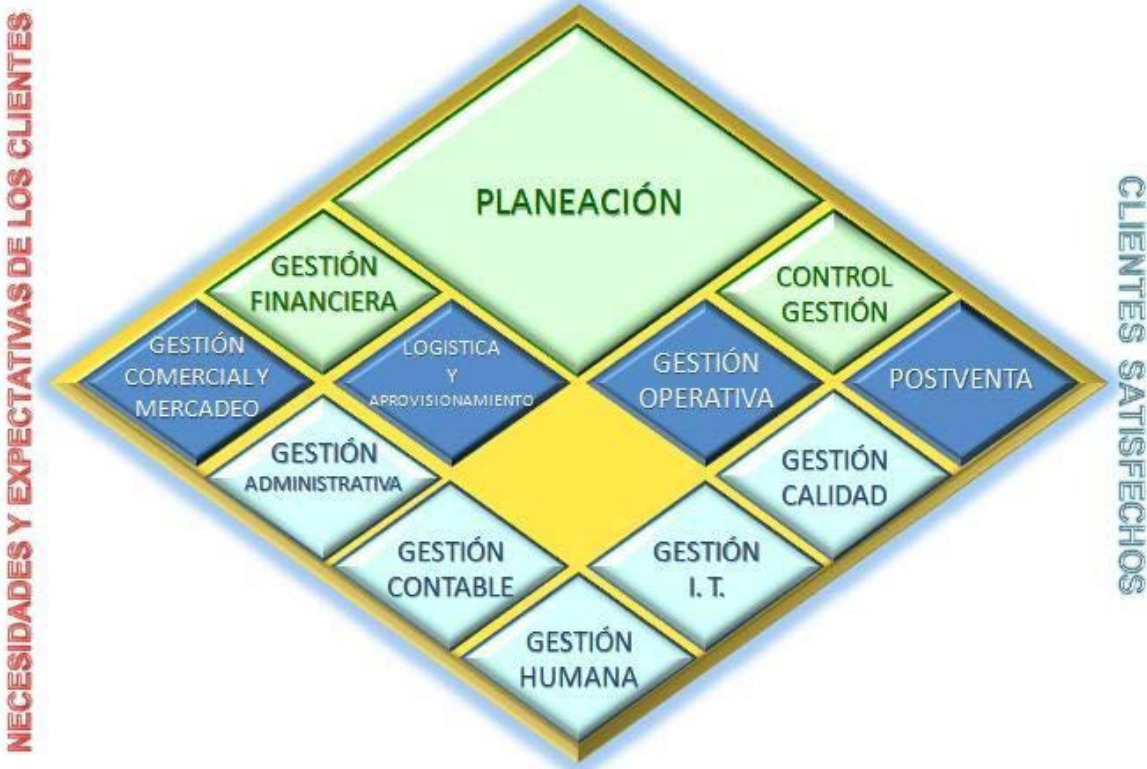 NECESIDADES Y EXPECTATIVAS DE LOS CLIENTES
PLANEACIÓN
GESTIÓN
FINANCIERA
CONTROL
GESTIÓN
GESTIÓN
COMERCIAL Y
MERCADEO
LOGISTICA
Y
APROVISIONAMIENTO
GESTIÓN
OPERATIVA
POSTVENTA
GESTIÓN
ADMINISTRATIVA
GESTIÓN
CALIDAD
GESTIÓN
CONTABLE
GESTIÓN
I. T.
GESTIÓN
HUMANA
CLIENTES SATISFECHOS